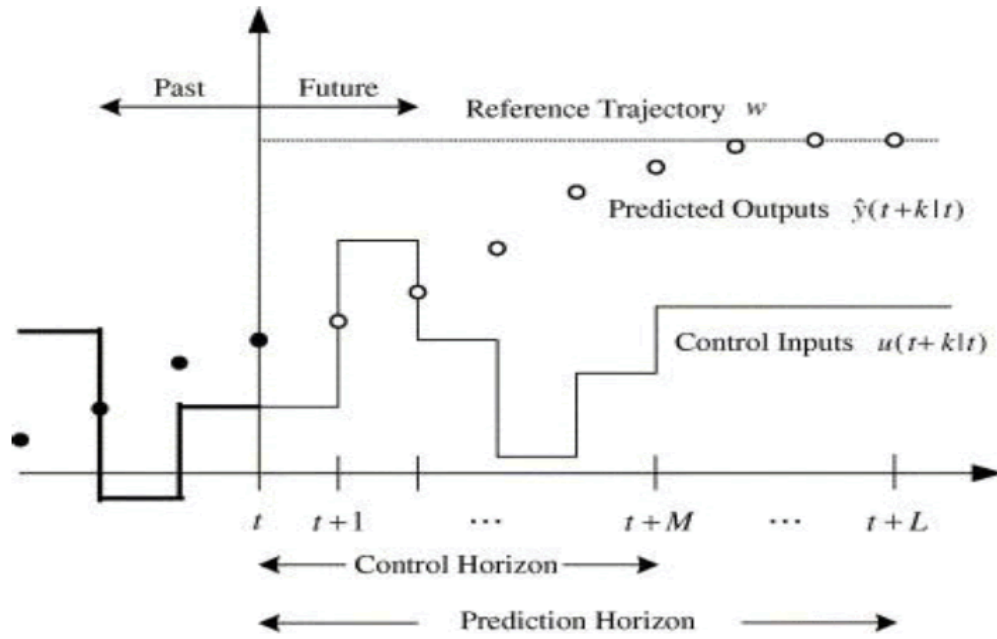 Past Future
Reference Trajectory w
Predicted Outputs ŷ(t+k|t)
Control Inputs u(t+k|t)
t t+1 ... t+M ... t+L
Control Horizon
Prediction Horizon